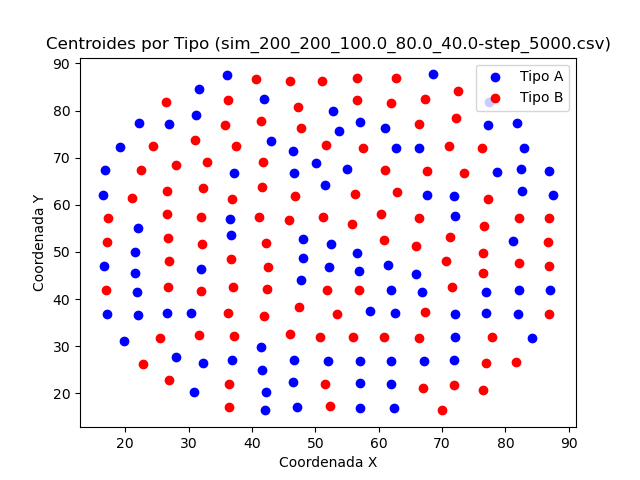 Centroides por Tipo (sim_200_200_100.0_80.0_40.0-step_5000.csv)
Tipo A
Tipo B
90
80
70
60
50
40
30
20
Coordenada Y
20 30 40 50 60 70 80 90
Coordenada X